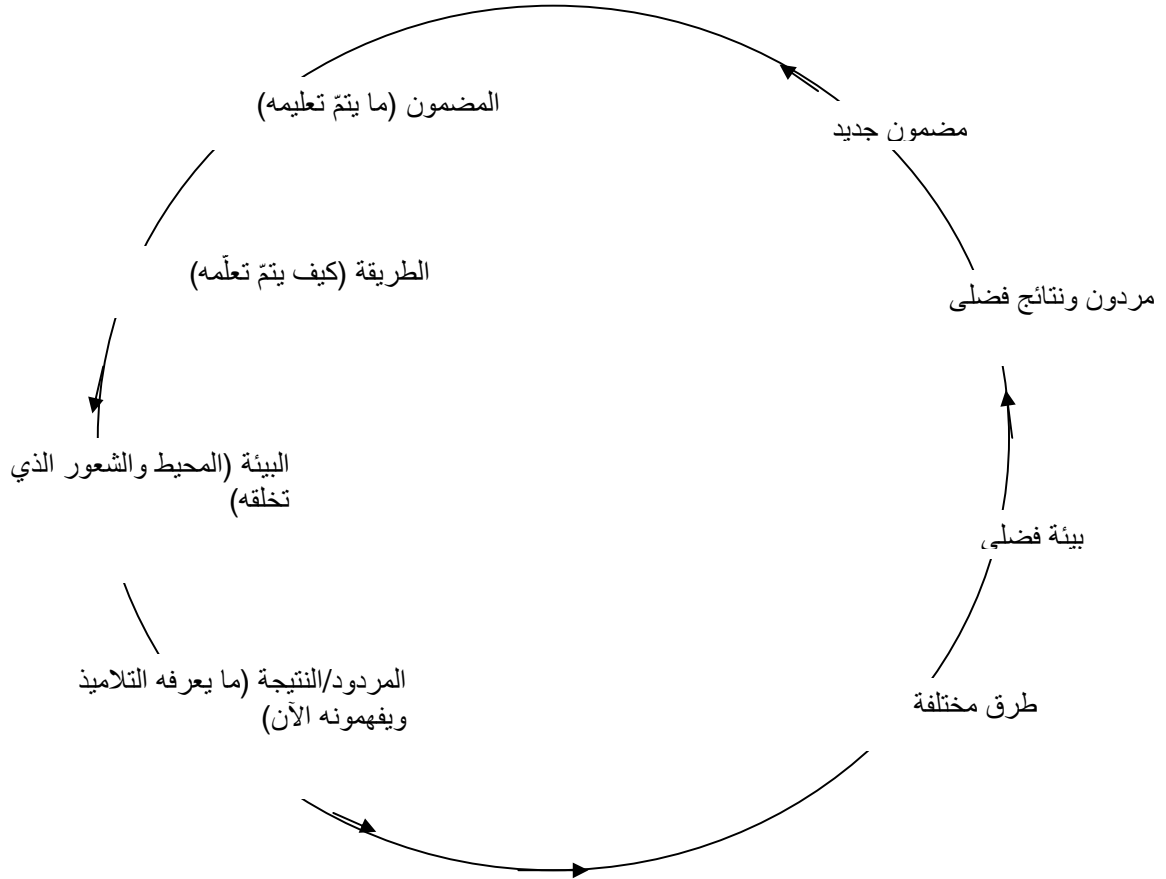 المضمون (ما يتمّ تعليمه)
مضمون جديد
الطريقة (كيف يتمّ تعلّمه)
مردون ونتائج فضلى
البيئة (المحيط والشعور الذي
تخلقه)
بيئة فضلى
المردود/النتيجة (ما يعرفه التلاميذ
ويفهمونه الآن)
طرق مختلفة